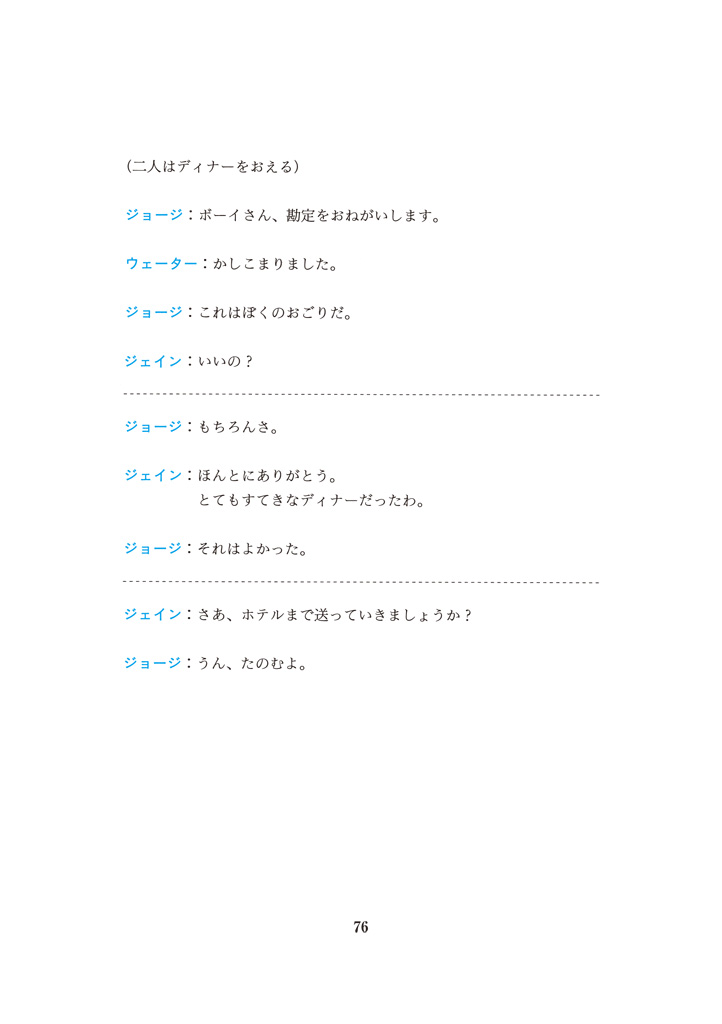 （二人はディナーをおえる）
ジョージ：ボーイさん、勘定をおねがいします。
ウェーター：かしこまりました。
ジョージ：これはぼくのおごりだ。
ジェイン：いいの？
ジョージ：もちろんさ。
ジェイン：ほんとにありがとう。
とてもすてきなディナーだったわ。
ジョージ：それはよかった。
ジェイン：さあ、ホテルまで送っていきましょうか？
ジョージ：うん、たのむよ。
76